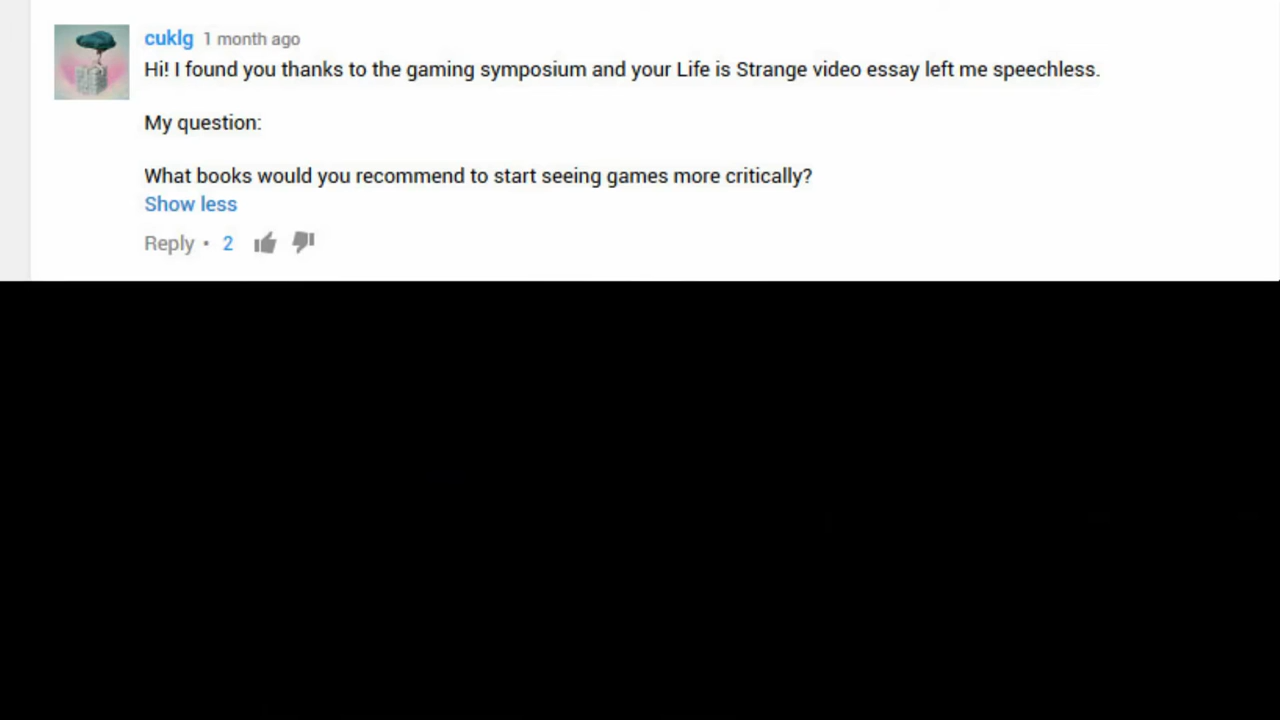 cuklg 1 month ago
Hi! I found you thanks to the gaming symposium and your Life is Strange video essay left me speechless.
My question:
What books would you recommend to start seeing games more critically?
Show less
Reply • 2